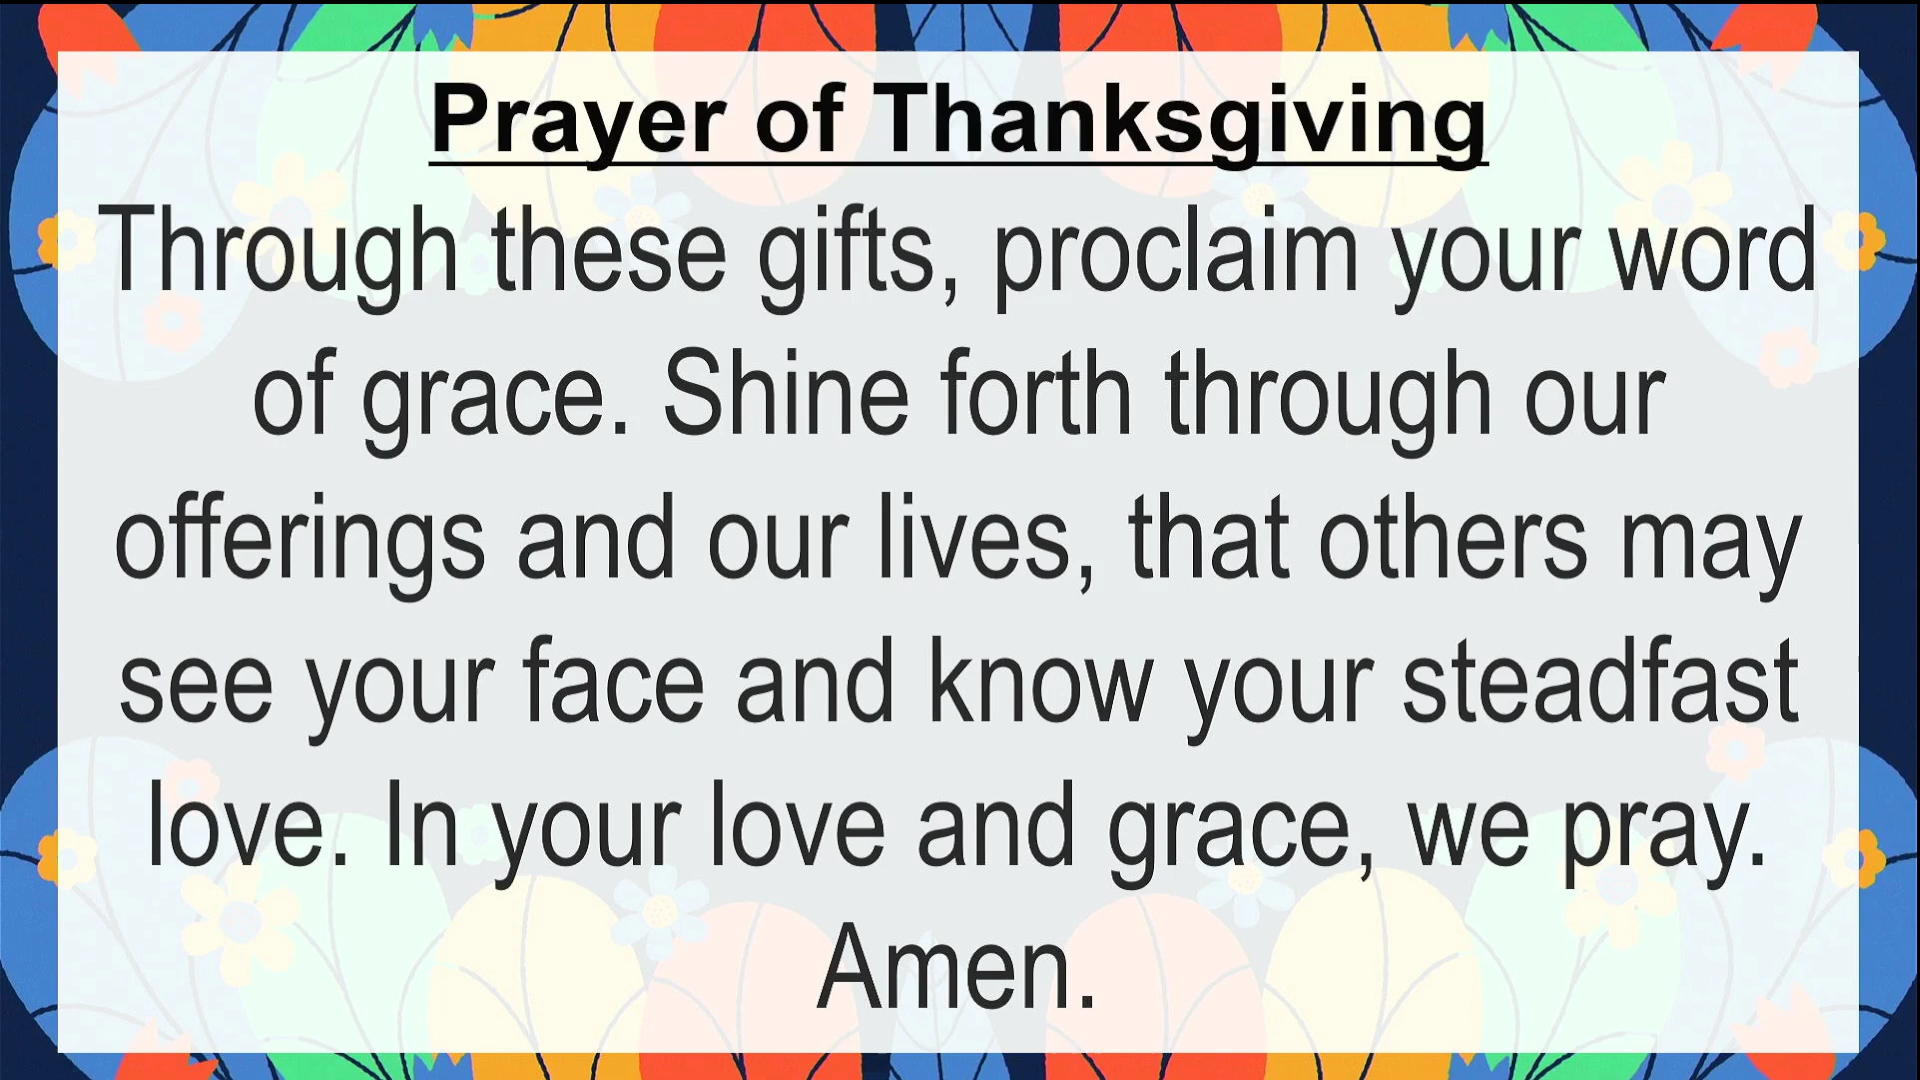 Prayer of Thanksgiving
Through these gifts, proclaim your word
of grace. Shine forth through our
offerings and our lives, that others may
see your face and know your steadfast
love. In your love and grace, we pray.
Amen.